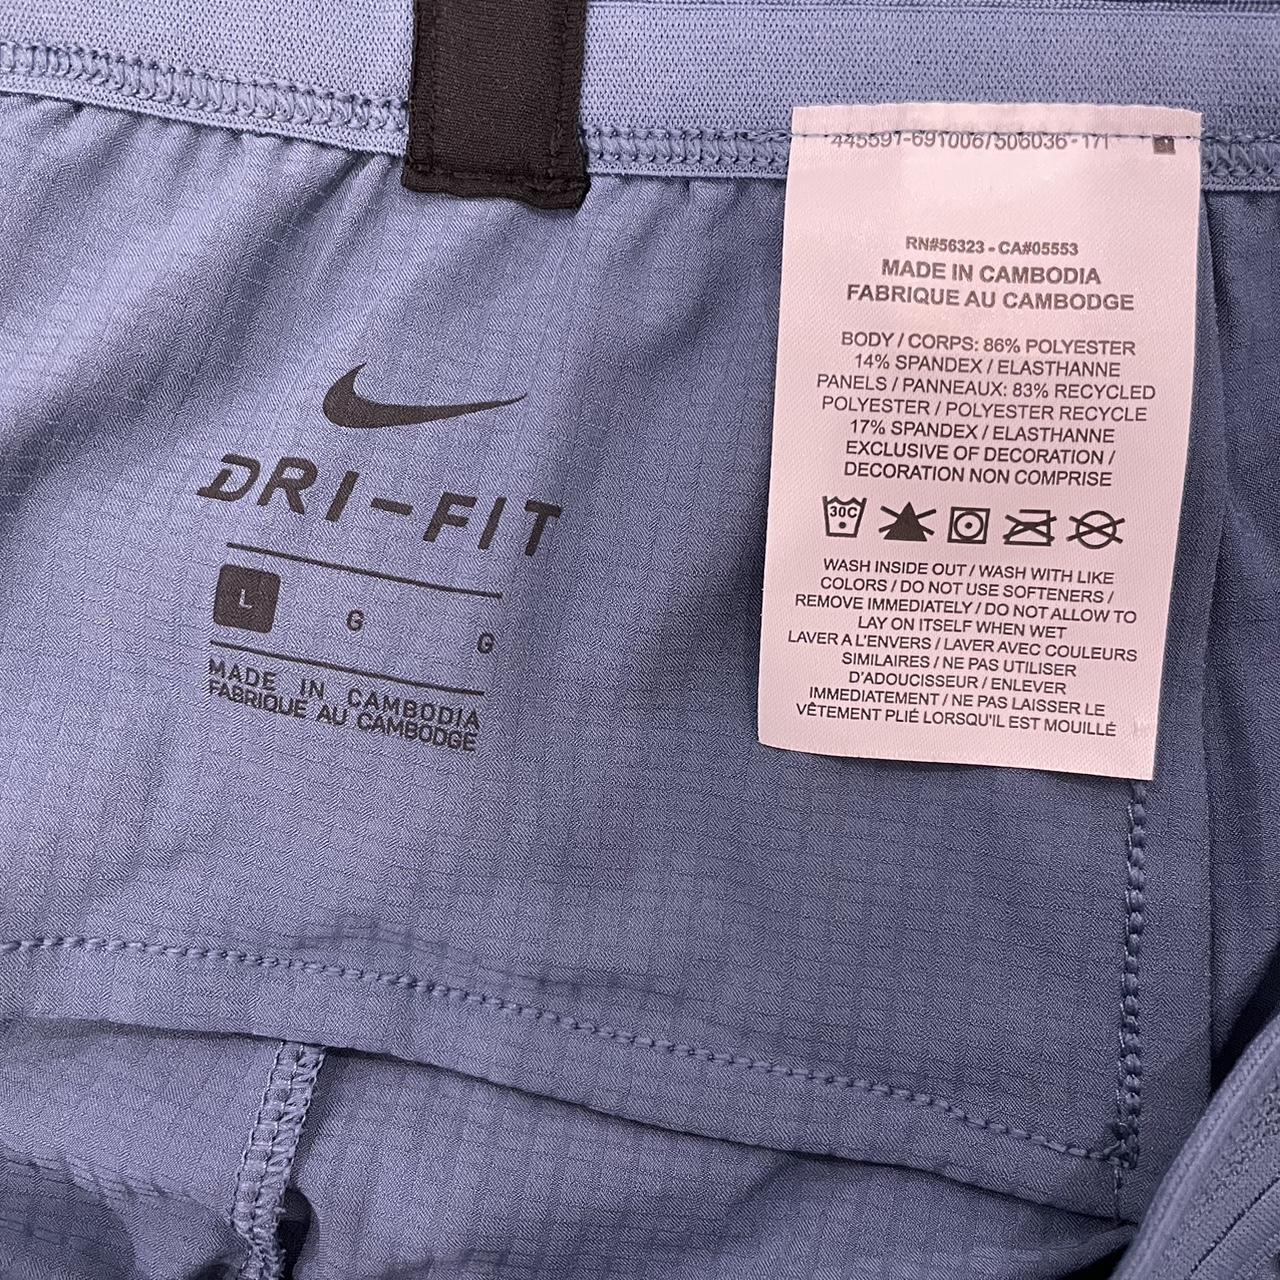 DRI-FIT
L G G
MADE IN CAMBODIA
FABRIQUE AU CAMBODGE
445591-691006/506036-171
RN#56323 - CA#05553
MADE IN CAMBODIA
FABRIQUE AU CAMBODGE
BODY / CORPS: 86% POLYESTER
14% SPANDEX / ELASTHANNE
PANELS / PANNEAUX: 83% RECYCLED
POLYESTER / POLYESTER RECYCLE
17% SPANDEX / ELASTHANNE
EXCLUSIVE OF DECORATION /
DECORATION NON COMPRISE
30C
WASH INSIDE OUT / WASH WITH LIKE
COLORS / DO NOT USE SOFTENERS /
REMOVE IMMEDIATELY / DO NOT ALLOW TO
LAY ON ITSELF WHEN WET
LAVER A L'ENVERS / LAVER AVEC COULEURS
SIMILAIRES / NE PAS UTILISER
D'ADOUCISSEUR / ENLEVER
IMMEDIATEMENT / NE PAS LAISSER LE
VÊTEMENT PLIÉ LORSQU'IL EST MOUILLÉ